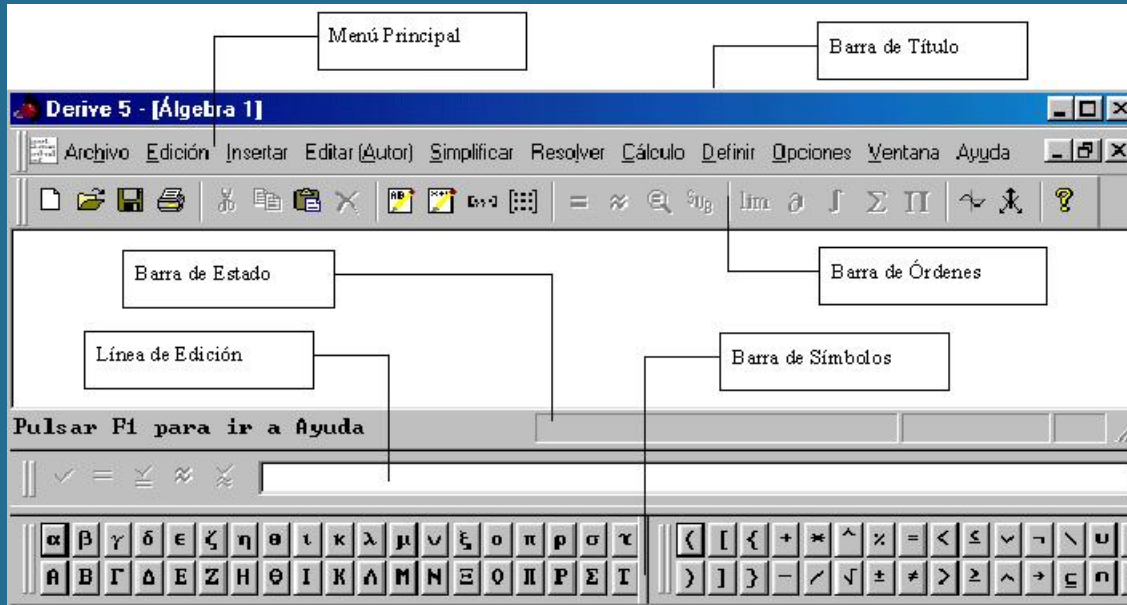 Menú Principal
Barra de Título
Derive 5 - [Álgebra 1]
Archivo Edición Insertar Editar (Autor) Simplificar Resolver Cálculo Definir Opciones Ventana Ayuda
= ≈ SUB lim ∂ ∫ Σ Π ?
Barra de Estado
Barra de Órdenes
Línea de Edición
Barra de Símbolos
Pulsar F1 para ir a Ayuda
α β γ δ ε ζ η θ ι κ λ μ ν ξ ο π ρ σ τ ( [ { + * ^ % = < ≤ ∨ ¬ \ ∪
Α Β Γ Δ Ε Ζ Η Θ Ι Κ Λ Μ Ν Ξ Ο Π Ρ Σ Τ ) ] } - / √ ± ≠ > ≥ ∧ → ⊆ ∩